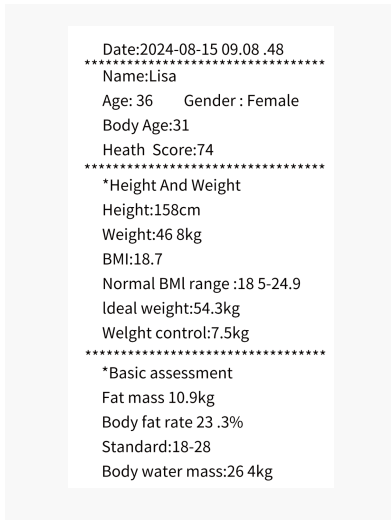 Date:2024-08-15 09.08 .48
**********************************
Name:Lisa
Age: 36 Gender : Female
Body Age:31
Heath Score:74
**********************************
*Height And Weight
Height:158cm
Weight:46 8kg
BMI:18.7
Normal BMl range :18 5-24.9
ldeal weight:54.3kg
Welght control:7.5kg
**********************************
*Basic assessment
Fat mass 10.9kg
Body fat rate 23 .3%
Standard:18-28
Body water mass:26 4kg